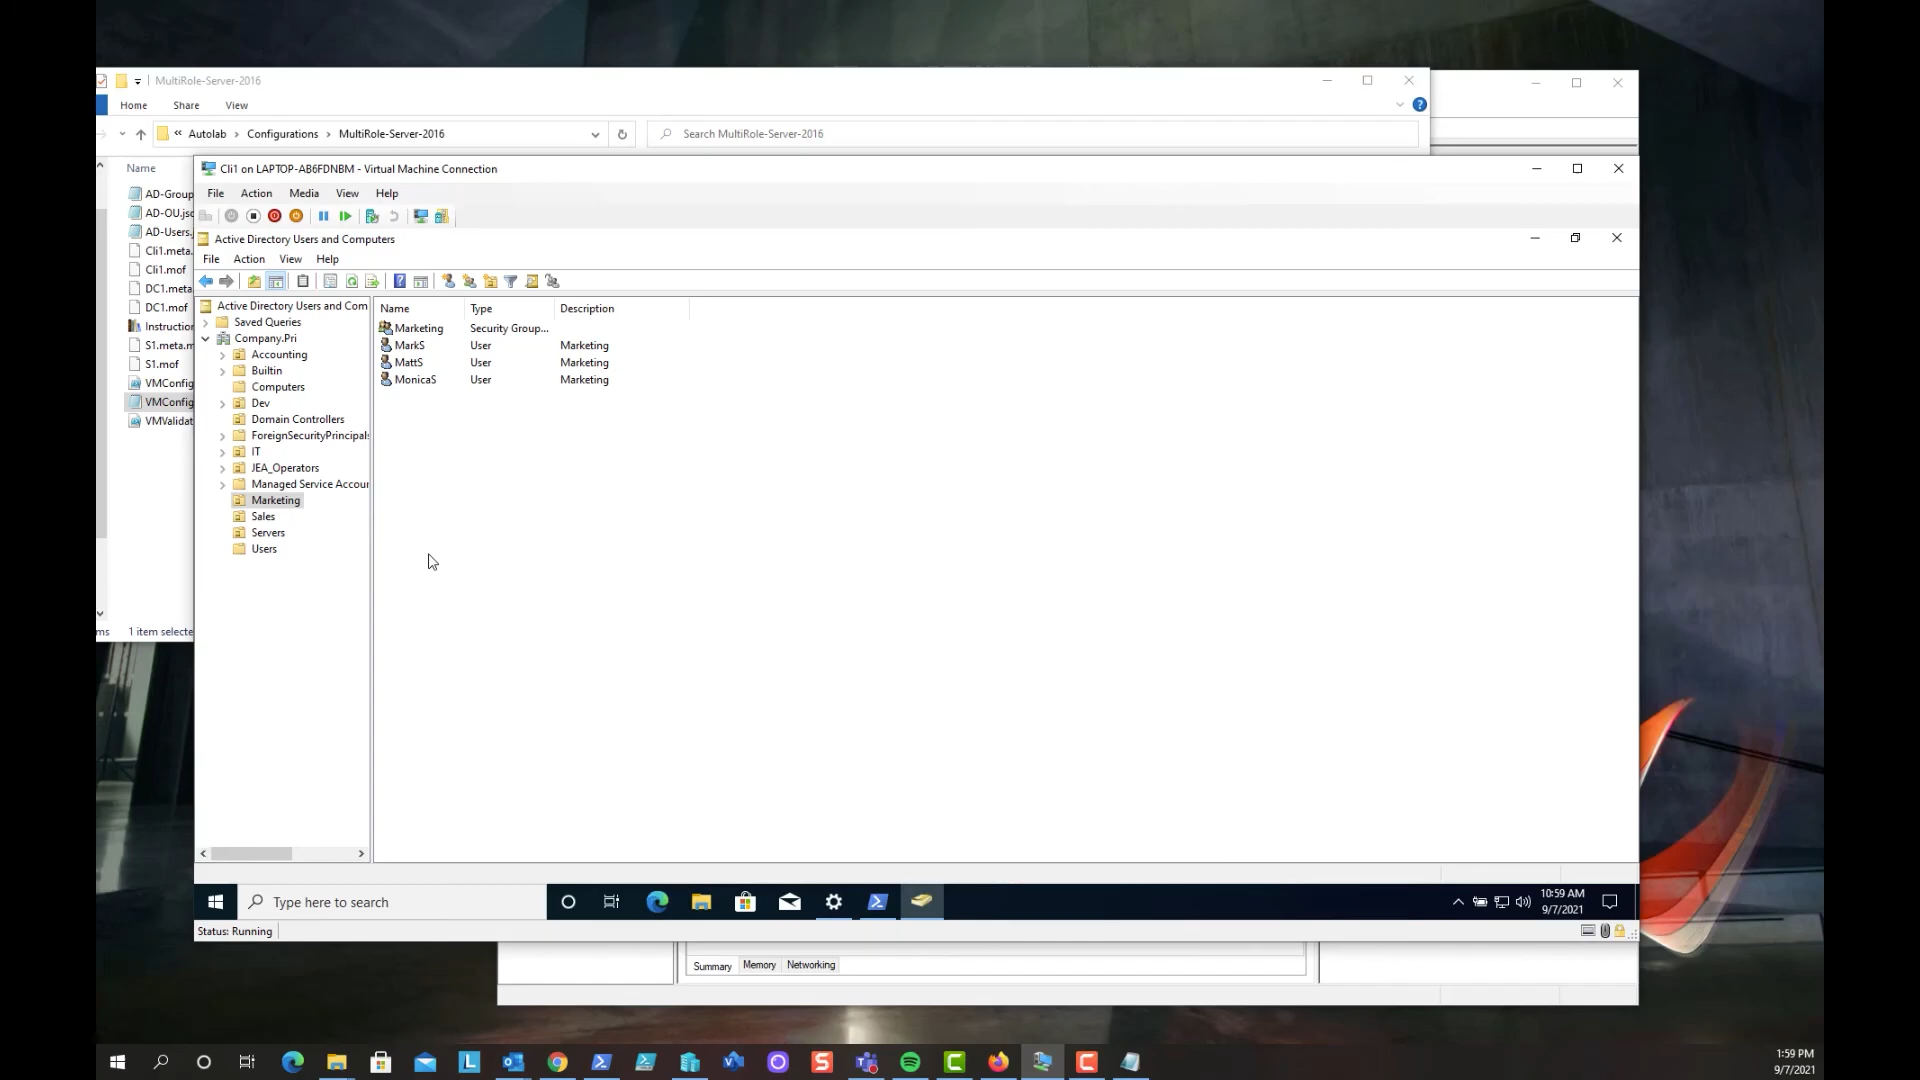 MultiRole-Server-2016
Home Share View
« Autolab › Configurations › MultiRole-Server-2016
Search MultiRole-Server-2016
Name
AD-Group
AD-OU.jso
AD-Users.
Cli1.meta.
Cli1.mof
DC1.meta
DC1.mof
Instruction
S1.meta.m
S1.mof
VMConfig
VMConfig
VMValidat
ms 1 item selecte
Cli1 on LAPTOP-AB6FDNBM - Virtual Machine Connection
File Action Media View Help
Active Directory Users and Computers
File Action View Help
Active Directory Users and Com
Saved Queries
Company.Pri
Accounting
Builtin
Computers
Dev
Domain Controllers
ForeignSecurityPrincipals
IT
JEA_Operators
Managed Service Accour
Marketing
Sales
Servers
Users
Name Type Description
Marketing Security Group...
MarkS User Marketing
MattS User Marketing
MonicaS User Marketing
Type here to search
10:59 AM
9/7/2021
Status: Running
Summary Memory Networking
1:59 PM
9/7/2021